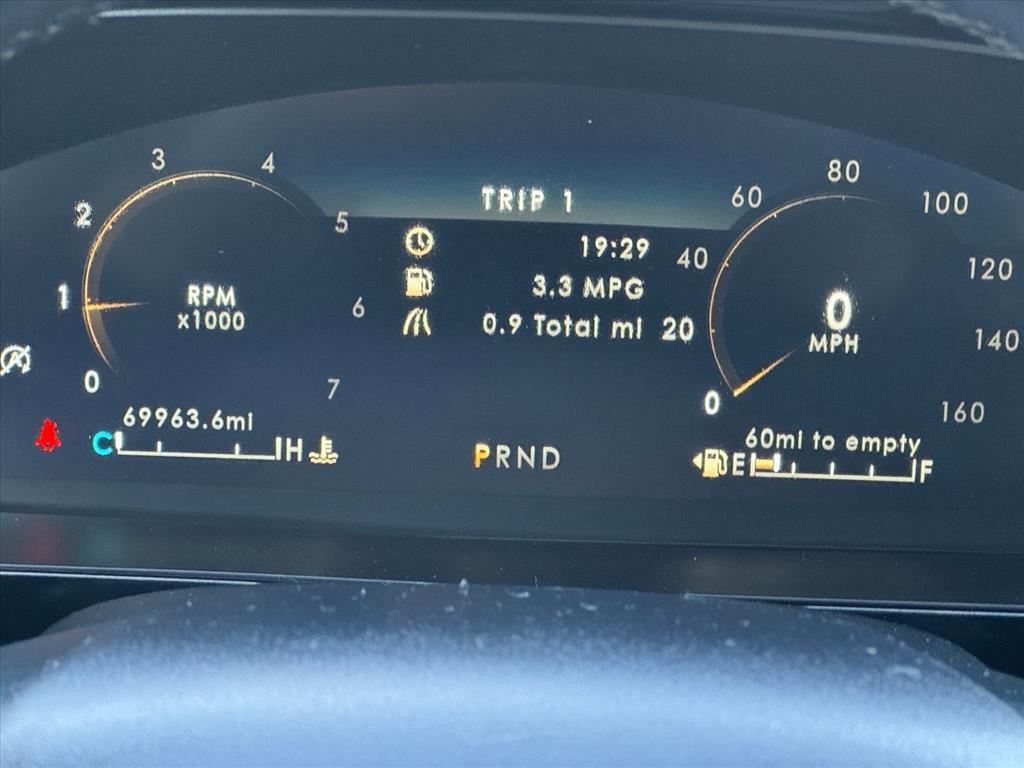 TRIP 1
19:29
3.3 MPG
0.9 Total mi
0 1 2 3 4 5 6 7
RPM
x1000
0 20 40 60 80 100 120 140 160
0
MPH
69963.6mi
C H
PRND
60mi to empty
E F